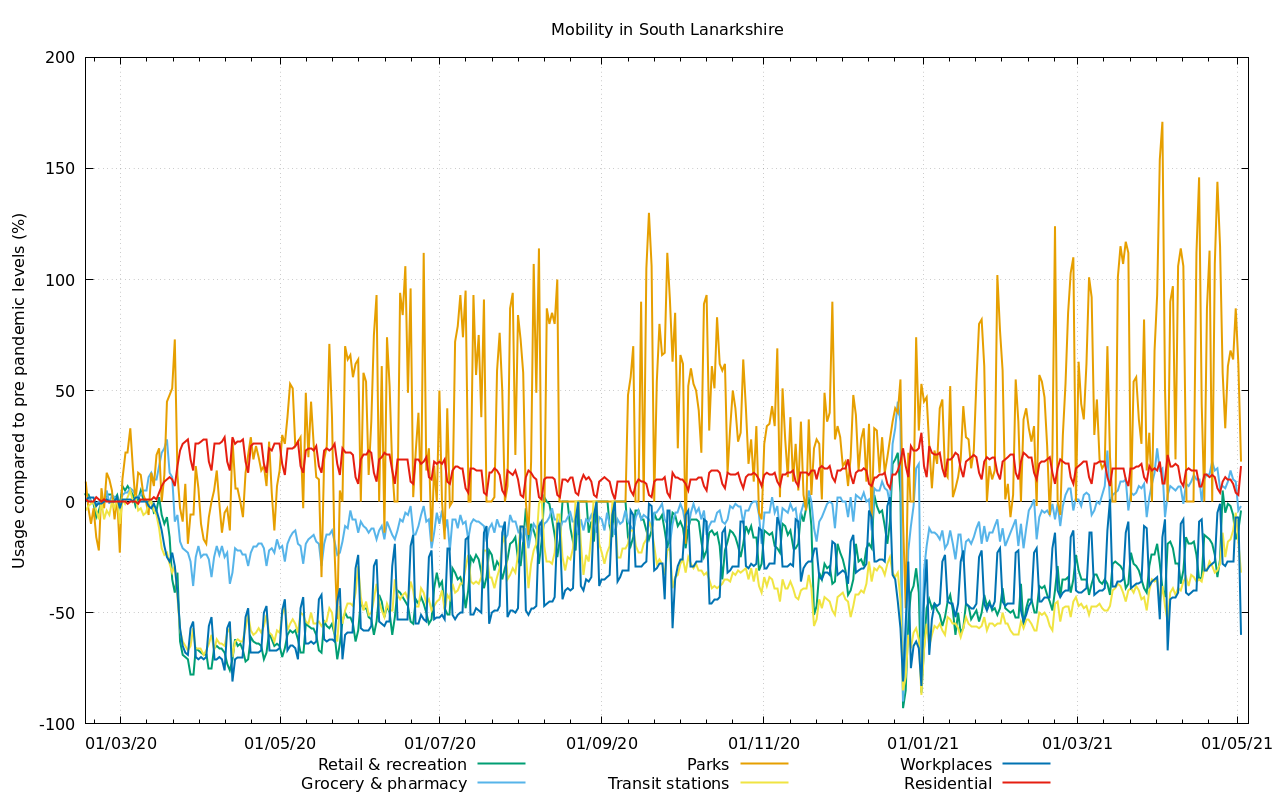 Mobility in South Lanarkshire
Usage compared to pre pandemic levels (%)
200
150
100
50
0
-50
-100
01/03/20 01/05/20 01/07/20 01/09/20 01/11/20 01/01/21 01/03/21 01/05/21
Retail & recreation Parks Workplaces
Grocery & pharmacy Transit stations Residential